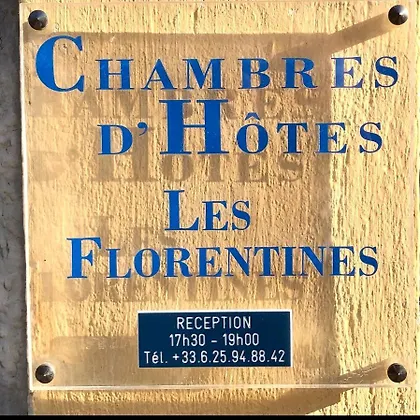 CHAMBRES
D'HÔTES
LES
FLORENTINES
RECEPTION
17h30 - 19h00
Tél. +33.6.25.94.88.42